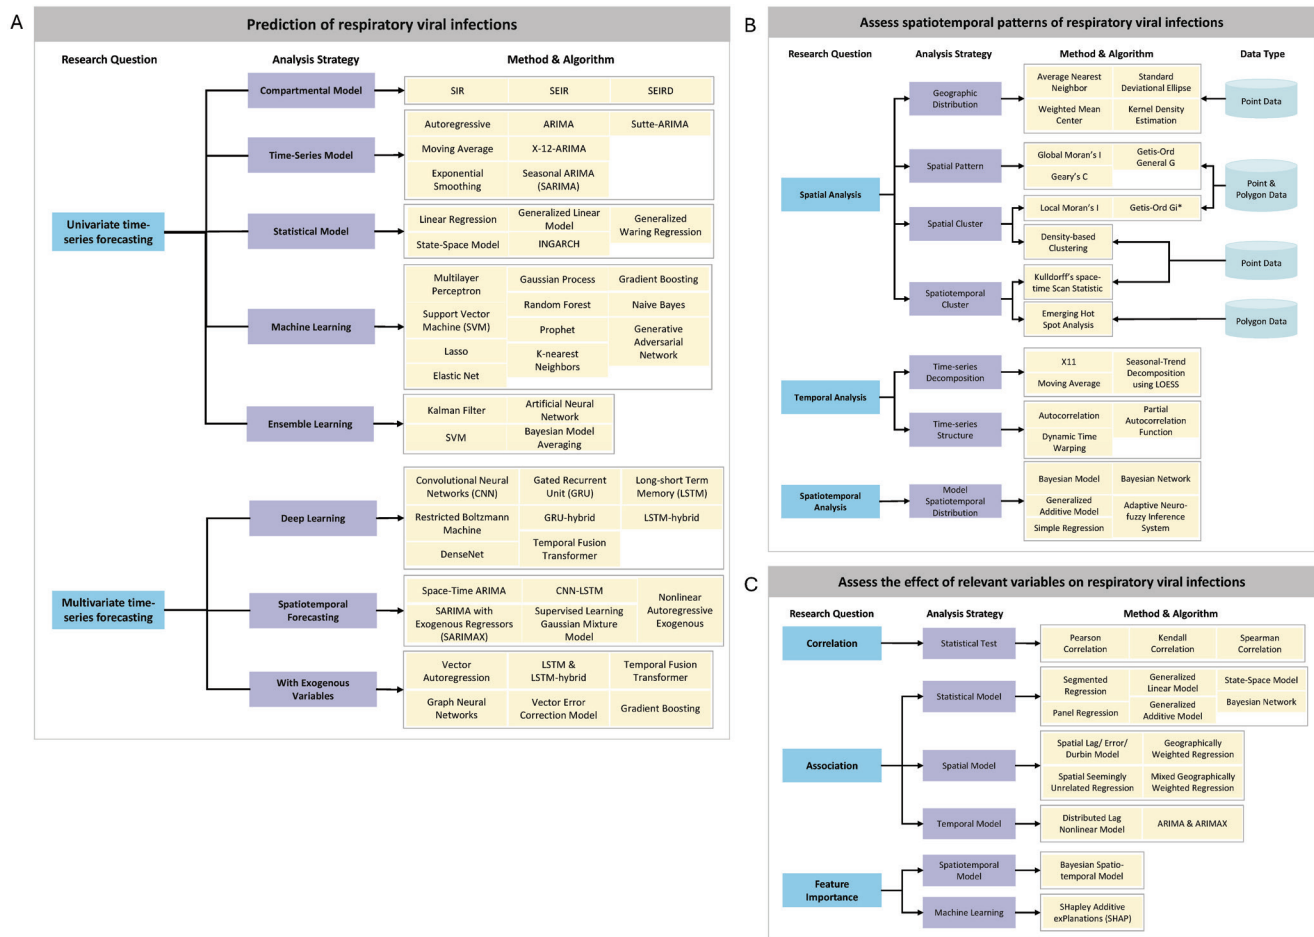 A
Prediction of respiratory viral infections
Research Question
Analysis Strategy
Method & Algorithm
Univariate time-
series forecasting
Compartmental Model
SIR
SEIR
SEIRD
Time-Series Model
Autoregressive
ARIMA
Sutte-ARIMA
Moving Average
X-12-ARIMA
Exponential
Smoothing
Seasonal ARIMA
(SARIMA)
Statistical Model
Linear Regression
Generalized Linear
Model
Generalized
Waring Regression
State-Space Model
INGARCH
Machine Learning
Multilayer
Perceptron
Gaussian Process
Gradient Boosting
Support Vector
Machine (SVM)
Random Forest
Naive Bayes
Prophet
Generative
Adversarial
Network
Lasso
K-nearest
Neighbors
Elastic Net
Ensemble Learning
Kalman Filter
Artificial Neural
Network
SVM
Bayesian Model
Averaging
Multivariate time-
series forecasting
Deep Learning
Convolutional Neural
Networks (CNN)
Gated Recurrent
Unit (GRU)
Long-short Term
Memory (LSTM)
Restricted Boltzmann
Machine
GRU-hybrid
LSTM-hybrid
DenseNet
Temporal Fusion
Transformer
Spatiotemporal
Forecasting
Space-Time ARIMA
CNN-LSTM
Nonlinear
Autoregressive
Exogenous
SARIMA with
Exogenous Regressors
(SARIMAX)
Supervised Learning
Gaussian Mixture
Model
With Exogenous
Variables
Vector
Autoregression
LSTM &
LSTM-hybrid
Temporal Fusion
Transformer
Graph Neural
Networks
Vector Error
Correction Model
Gradient Boosting
B
Assess spatiotemporal patterns of respiratory viral infections
Research Question
Analysis Strategy
Method & Algorithm
Data Type
Spatial Analysis
Geographic
Distribution
Average Nearest
Neighbor
Standard
Deviational Ellipse
Weighted Mean
Center
Kernel Density
Estimation
Point Data
Spatial Pattern
Global Moran's I
Getis-Ord
General G
Geary's C
Point &
Polygon Data
Spatial Cluster
Local Moran's I
Getis-Ord Gi*
Density-based
Clustering
Point Data
Spatiotemporal
Cluster
Kulldorff's space-
time Scan Statistic
Emerging Hot
Spot Analysis
Polygon Data
Temporal Analysis
Time-series
Decomposition
X11
Seasonal-Trend
Decomposition
using LOESS
Moving Average
Time-series
Structure
Autocorrelation
Partial
Autocorrelation
Function
Dynamic Time
Warping
Spatiotemporal
Analysis
Model
Spatiotemporal
Distribution
Bayesian Model
Bayesian Network
Generalized
Additive Model
Adaptive Neuro-
fuzzy Inference
System
Simple Regression
C
Assess the effect of relevant variables on respiratory viral infections
Research Question
Analysis Strategy
Method & Algorithm
Correlation
Statistical Test
Pearson
Correlation
Kendall
Correlation
Spearman
Correlation
Association
Statistical Model
Segmented
Regression
Generalized
Linear Model
State-Space Model
Panel Regression
Generalized
Additive Model
Bayesian Network
Spatial Model
Spatial Lag/ Error/
Durbin Model
Geographically
Weighted Regression
Spatial Seemingly
Unrelated Regression
Mixed Geographically
Weighted Regression
Temporal Model
Distributed Lag
Nonlinear Model
ARIMA & ARIMAX
Feature
Importance
Spatiotemporal
Model
Bayesian Spatio-
temporal Model
Machine Learning
SHapley Additive
exPlanations (SHAP)